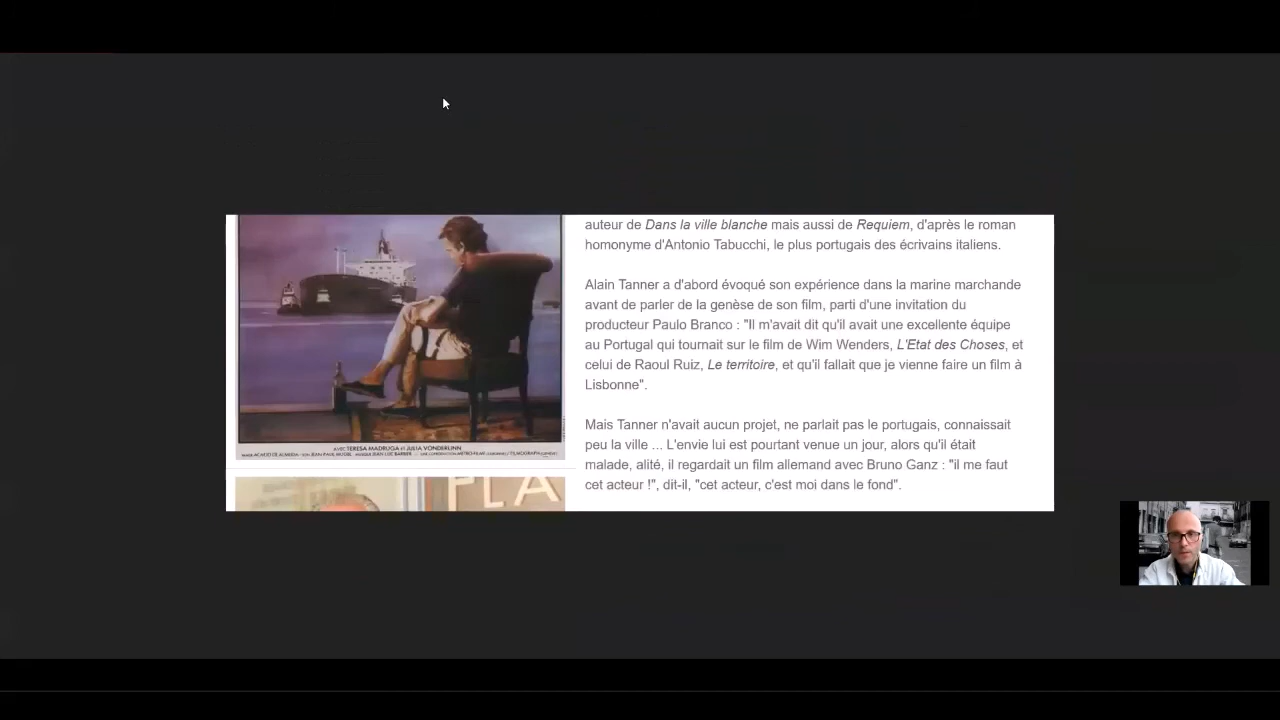 auteur de Dans la ville blanche mais aussi de Requiem, d'après le roman
homonyme d'Antonio Tabucchi, le plus portugais des écrivains italiens.
Alain Tanner a d'abord évoqué son expérience dans la marine marchande
avant de parler de la genèse de son film, parti d'une invitation du
producteur Paulo Branco : "Il m'avait dit qu'il avait une excellente équipe
au Portugal qui tournait sur le film de Wim Wenders, L'Etat des Choses, et
celui de Raoul Ruiz, Le territoire, et qu'il fallait que je vienne faire un film à
Lisbonne".
Mais Tanner n'avait aucun projet, ne parlait pas le portugais, connaissait
peu la ville ... L'envie lui est pourtant venue un jour, alors qu'il était
malade, alité, il regardait un film allemand avec Bruno Ganz : "il me faut
cet acteur !", dit-il, "cet acteur, c'est moi dans le fond".
AVEC TERESA MADRUGA et JULIA VONDERLINN
PLA